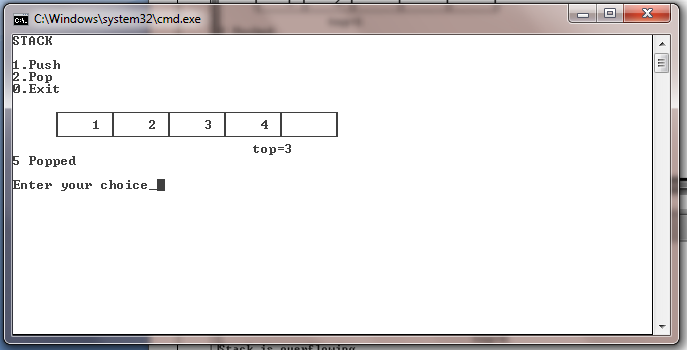 C:\Windows\system32\cmd.exe
STACK
1.Push
2.Pop
0.Exit
1 2 3 4
top=3
5 Popped
Enter your choice_
Stack is overflowing